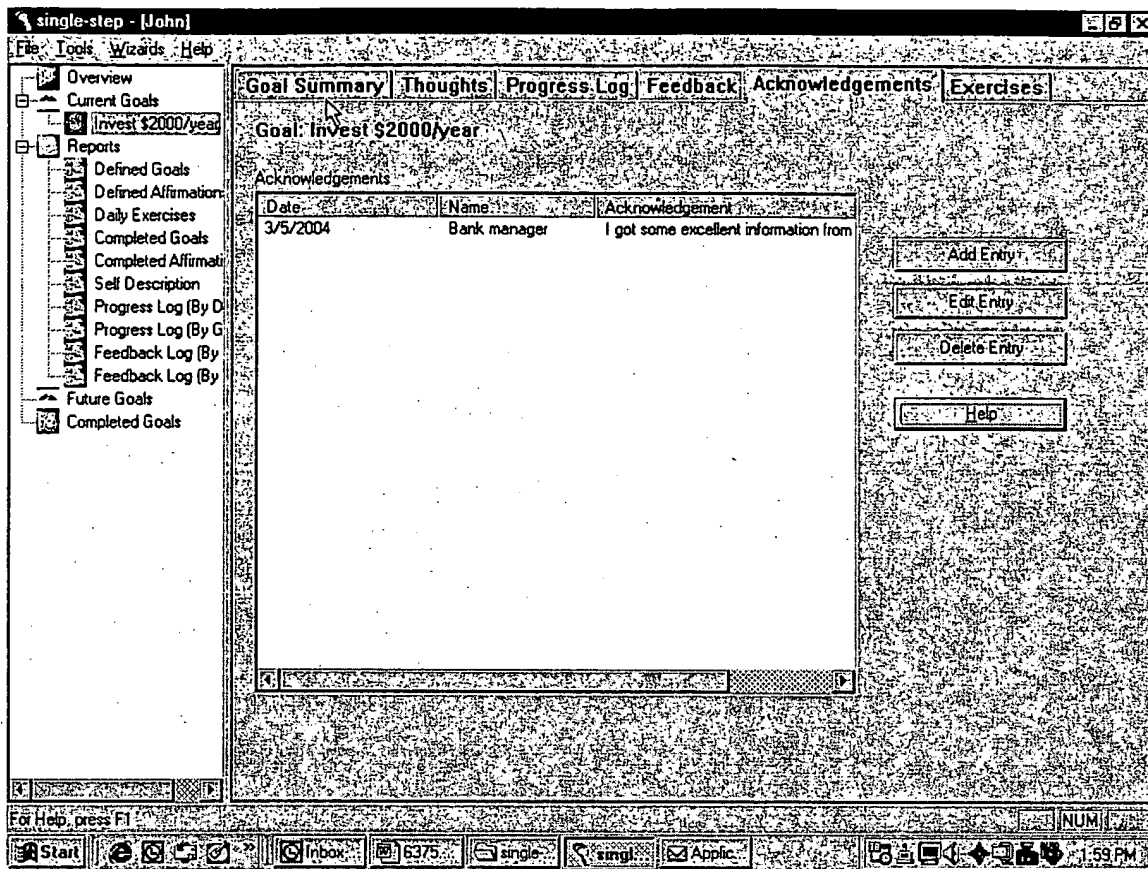 single-step - [John]
File Tools Wizards Help
Overview
Current Goals
Invest $2000/year
Reports
Defined Goals
Defined Affirmation
Daily Exercises
Completed Goals
Completed Affirmati
Self Description
Progress Log (By D
Progress Log (By G
Feedback Log (By
Feedback Log (By
Future Goals
Completed Goals
Goal Summary Thoughts Progress Log Feedback Acknowledgements Exercises
Goal: Invest $2000/year
Acknowledgements
Date Name Acknowledgement
3/5/2004 Bank manager I got some excellent information from
Add Entry
Edit Entry
Delete Entry
Help
For Help, press F1 NUM
Start » Inbox 6375 single- singl Applic 1:59 PM